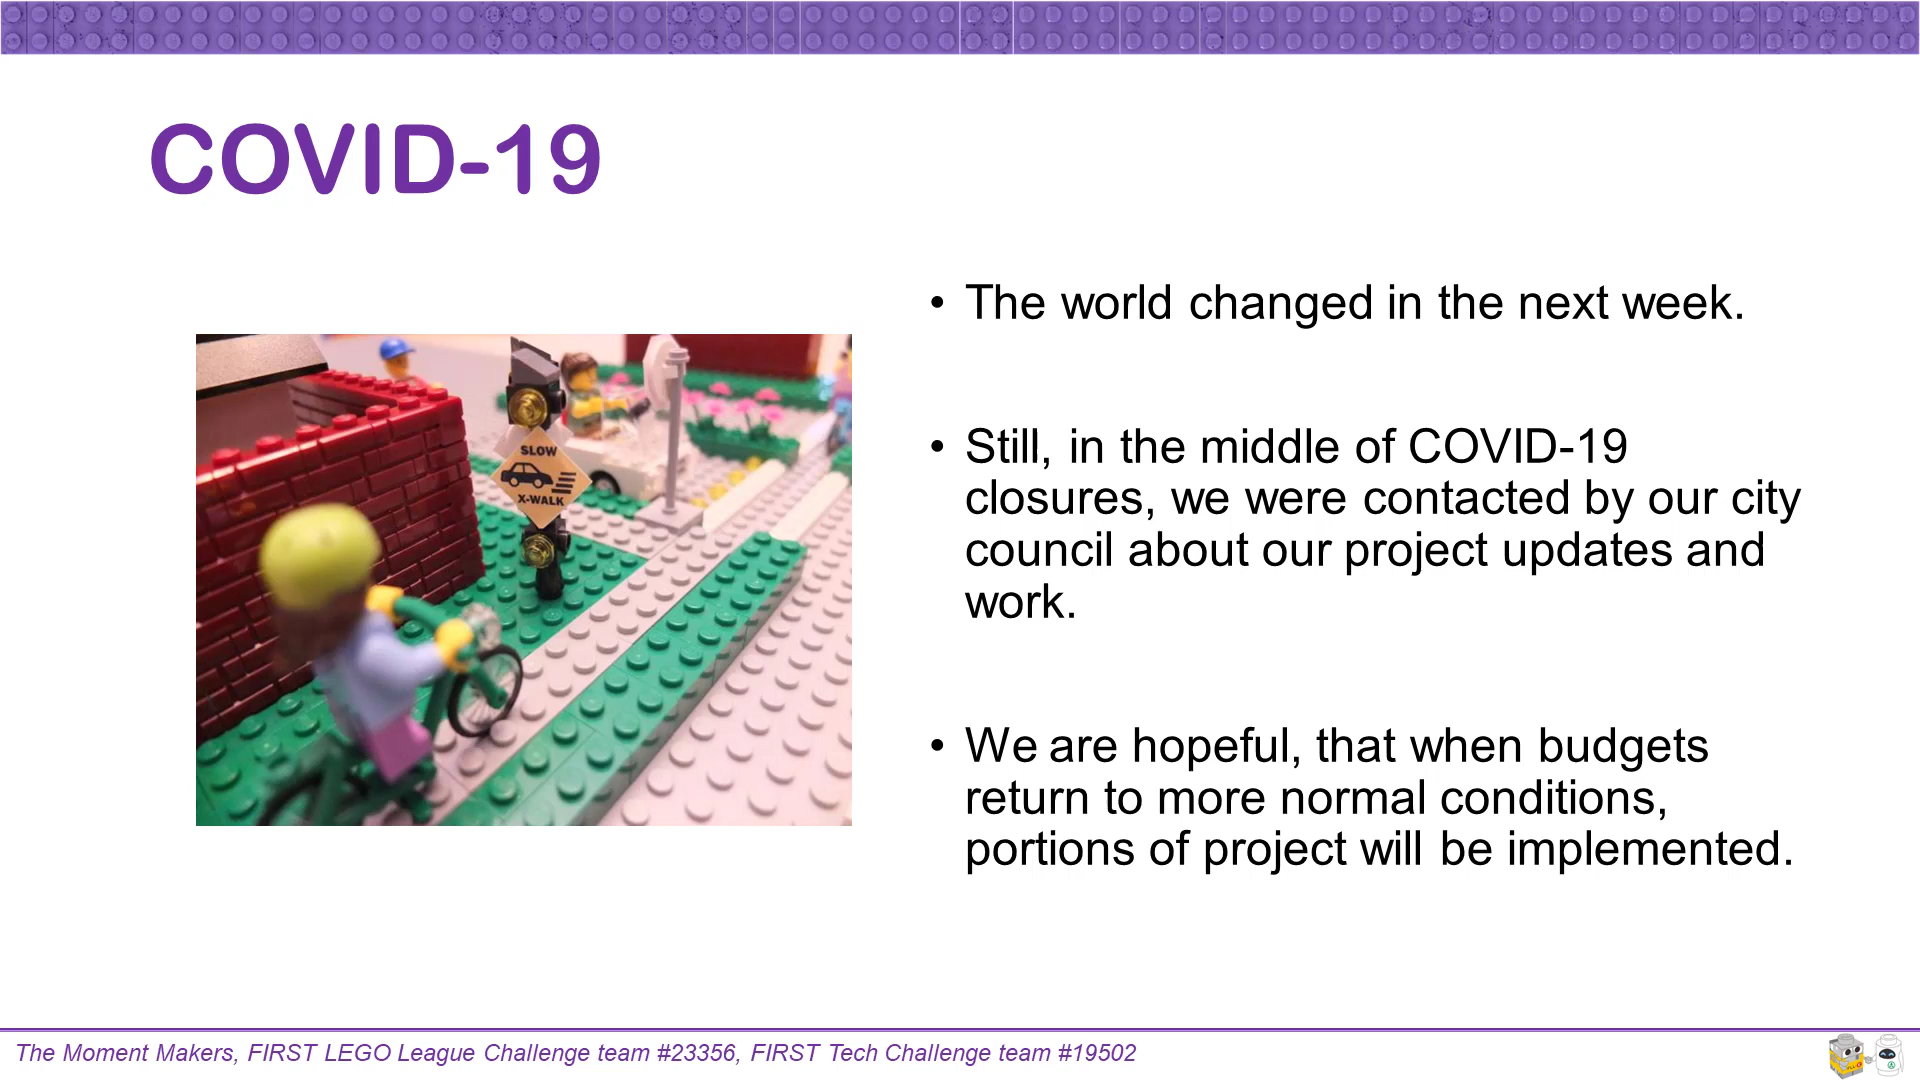 COVID-19
• The world changed in the next week.
• Still, in the middle of COVID-19
closures, we were contacted by our city
council about our project updates and
work.
• We are hopeful, that when budgets
return to more normal conditions,
portions of project will be implemented.
SLOW
X-WALK
The Moment Makers, FIRST LEGO League Challenge team #23356, FIRST Tech Challenge team #19502